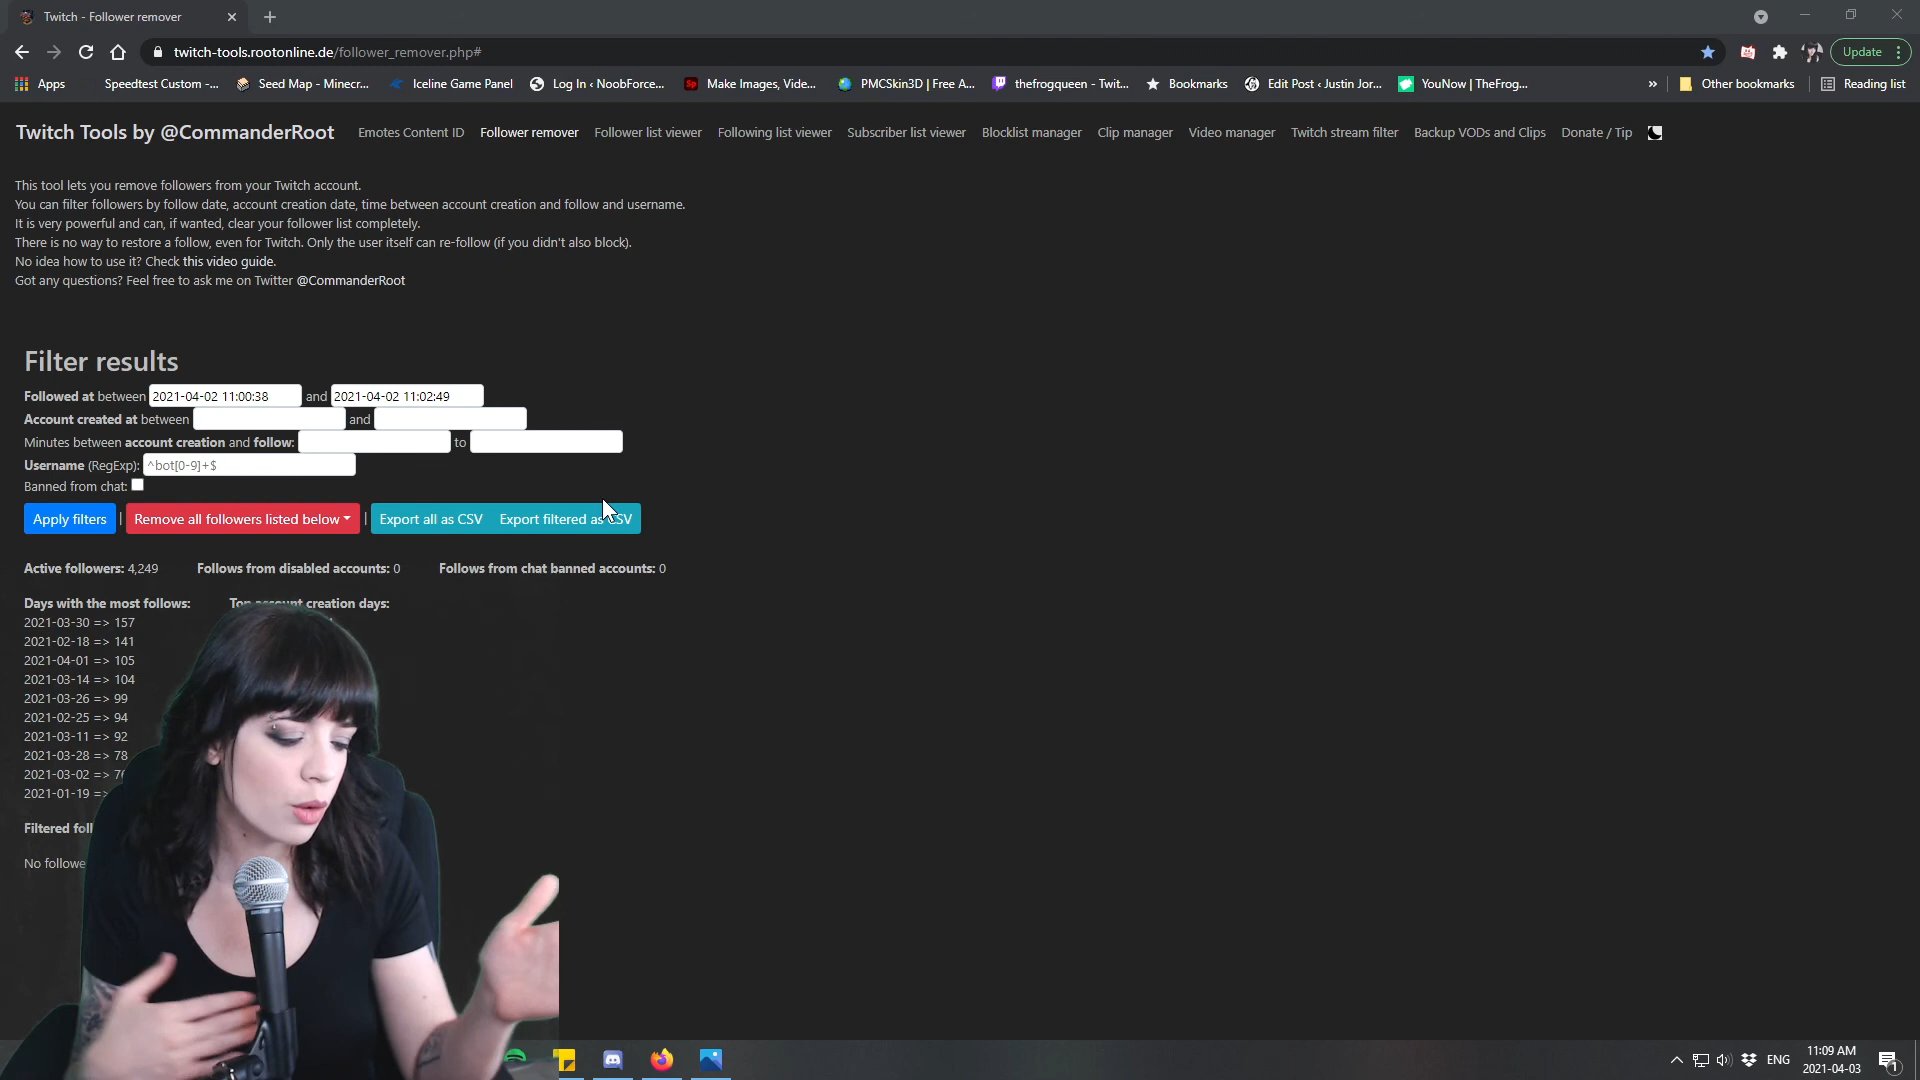 Twitch - Follower remover
twitch-tools.rootonline.de/follower_remover.php#
Update
Apps
Speedtest Custom -...
Seed Map - Minecr...
Iceline Game Panel
Log In ‹ NoobForce...
Make Images, Vide...
PMCSkin3D | Free A...
thefrogqueen - Twit...
Bookmarks
Edit Post ‹ Justin Jor...
YouNow | TheFrog...
»
Other bookmarks
Reading list
Twitch Tools by @CommanderRoot
Emotes Content ID
Follower remover
Follower list viewer
Following list viewer
Subscriber list viewer
Blocklist manager
Clip manager
Video manager
Twitch stream filter
Backup VODs and Clips
Donate / Tip
This tool lets you remove followers from your Twitch account.
You can filter followers by follow date, account creation date, time between account creation and follow and username.
It is very powerful and can, if wanted, clear your follower list completely.
There is no way to restore a follow, even for Twitch. Only the user itself can re-follow (if you didn't also block).
No idea how to use it? Check this video guide.
Got any questions? Feel free to ask me on Twitter @CommanderRoot
Filter results
Followed at between 2021-04-02 11:00:38 and 2021-04-02 11:02:49
Account created at between and
Minutes between account creation and follow: to
Username (RegExp): ^bot[0-9]+$
Banned from chat:
Apply filters | Remove all followers listed below | Export all as CSV Export filtered as CSV
Active followers: 4,249 Follows from disabled accounts: 0 Follows from chat banned accounts: 0
Days with the most follows: Top account creation days:
2021-03-30 => 157
2021-02-18 => 141
2021-04-01 => 105
2021-03-14 => 104
2021-03-26 => 99
2021-02-25 => 94
2021-03-11 => 92
2021-03-28 => 78
2021-03-02 =>
2021-01-19 =>
Filtered
No
ENG
11:09 AM
2021-04-03
1